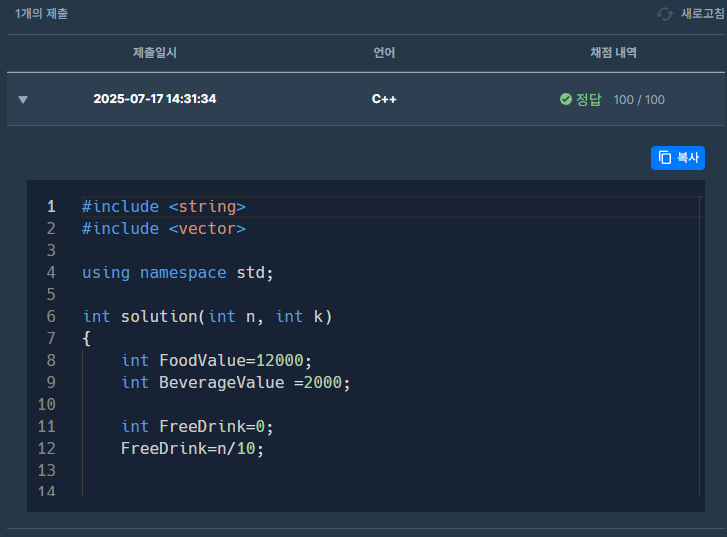 1개의 제출 새로고침
제출일시 언어 채점 내역
2025-07-17 14:31:34 C++ 정답 100 / 100
복사
1 #include <string>
2 #include <vector>
3
4 using namespace std;
5
6 int solution(int n, int k)
7 {
8 int FoodValue=12000;
9 int BeverageValue =2000;
10
11 int FreeDrink=0;
12 FreeDrink=n/10;
13
14